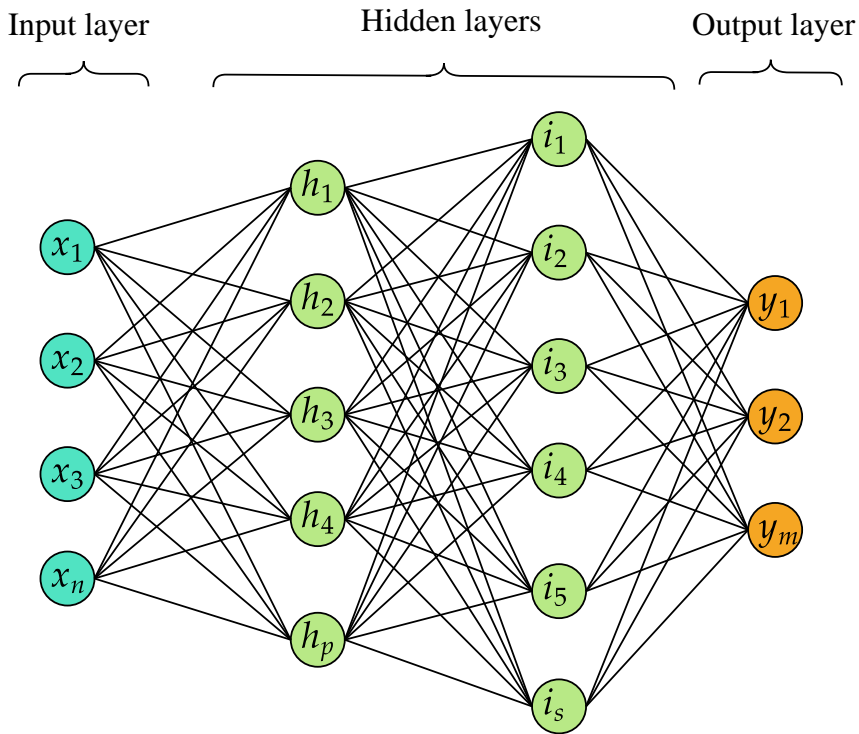 Input layer
Hidden layers
Output layer
x1
x2
x3
xn
h1
h2
h3
h4
hp
i1
i2
i3
i4
i5
is
y1
y2
ym